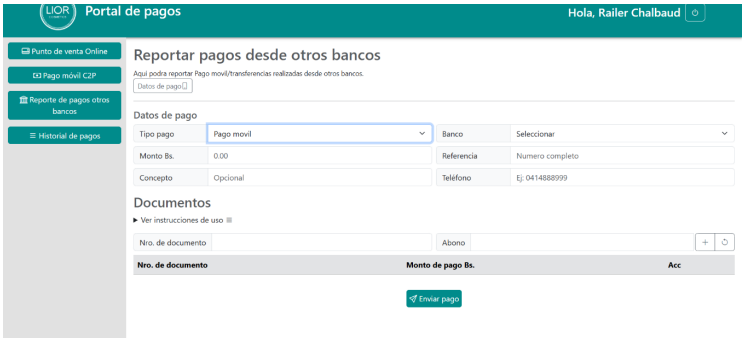 LIOR
Portal de pagos
Hola, Railer Chalbaud
Punto de venta Online
Pago móvil C2P
Reporte de pagos otros
bancos
Historial de pagos
Reportar pagos desde otros bancos
Aqui podra reportar Pago movil/transferencias realizadas desde otros bancos.
Datos de pago
Datos de pago
Tipo pago Pago movil Banco Seleccionar
Monto Bs. 0.00 Referencia Numero completo
Concepto Opcional Teléfono Ej: 0414888999
Documentos
Ver instrucciones de uso
Nro. de documento Abono
Nro. de documento Monto de pago Bs. Acc
Enviar pago